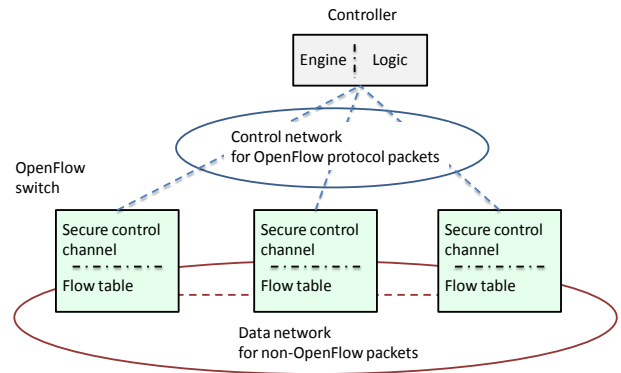 Controller
Engine
Logic
Control network
for OpenFlow protocol packets
OpenFlow
switch
Secure control
channel
Flow table
Secure control
channel
Flow table
Secure control
channel
Flow table
Data network
for non-OpenFlow packets